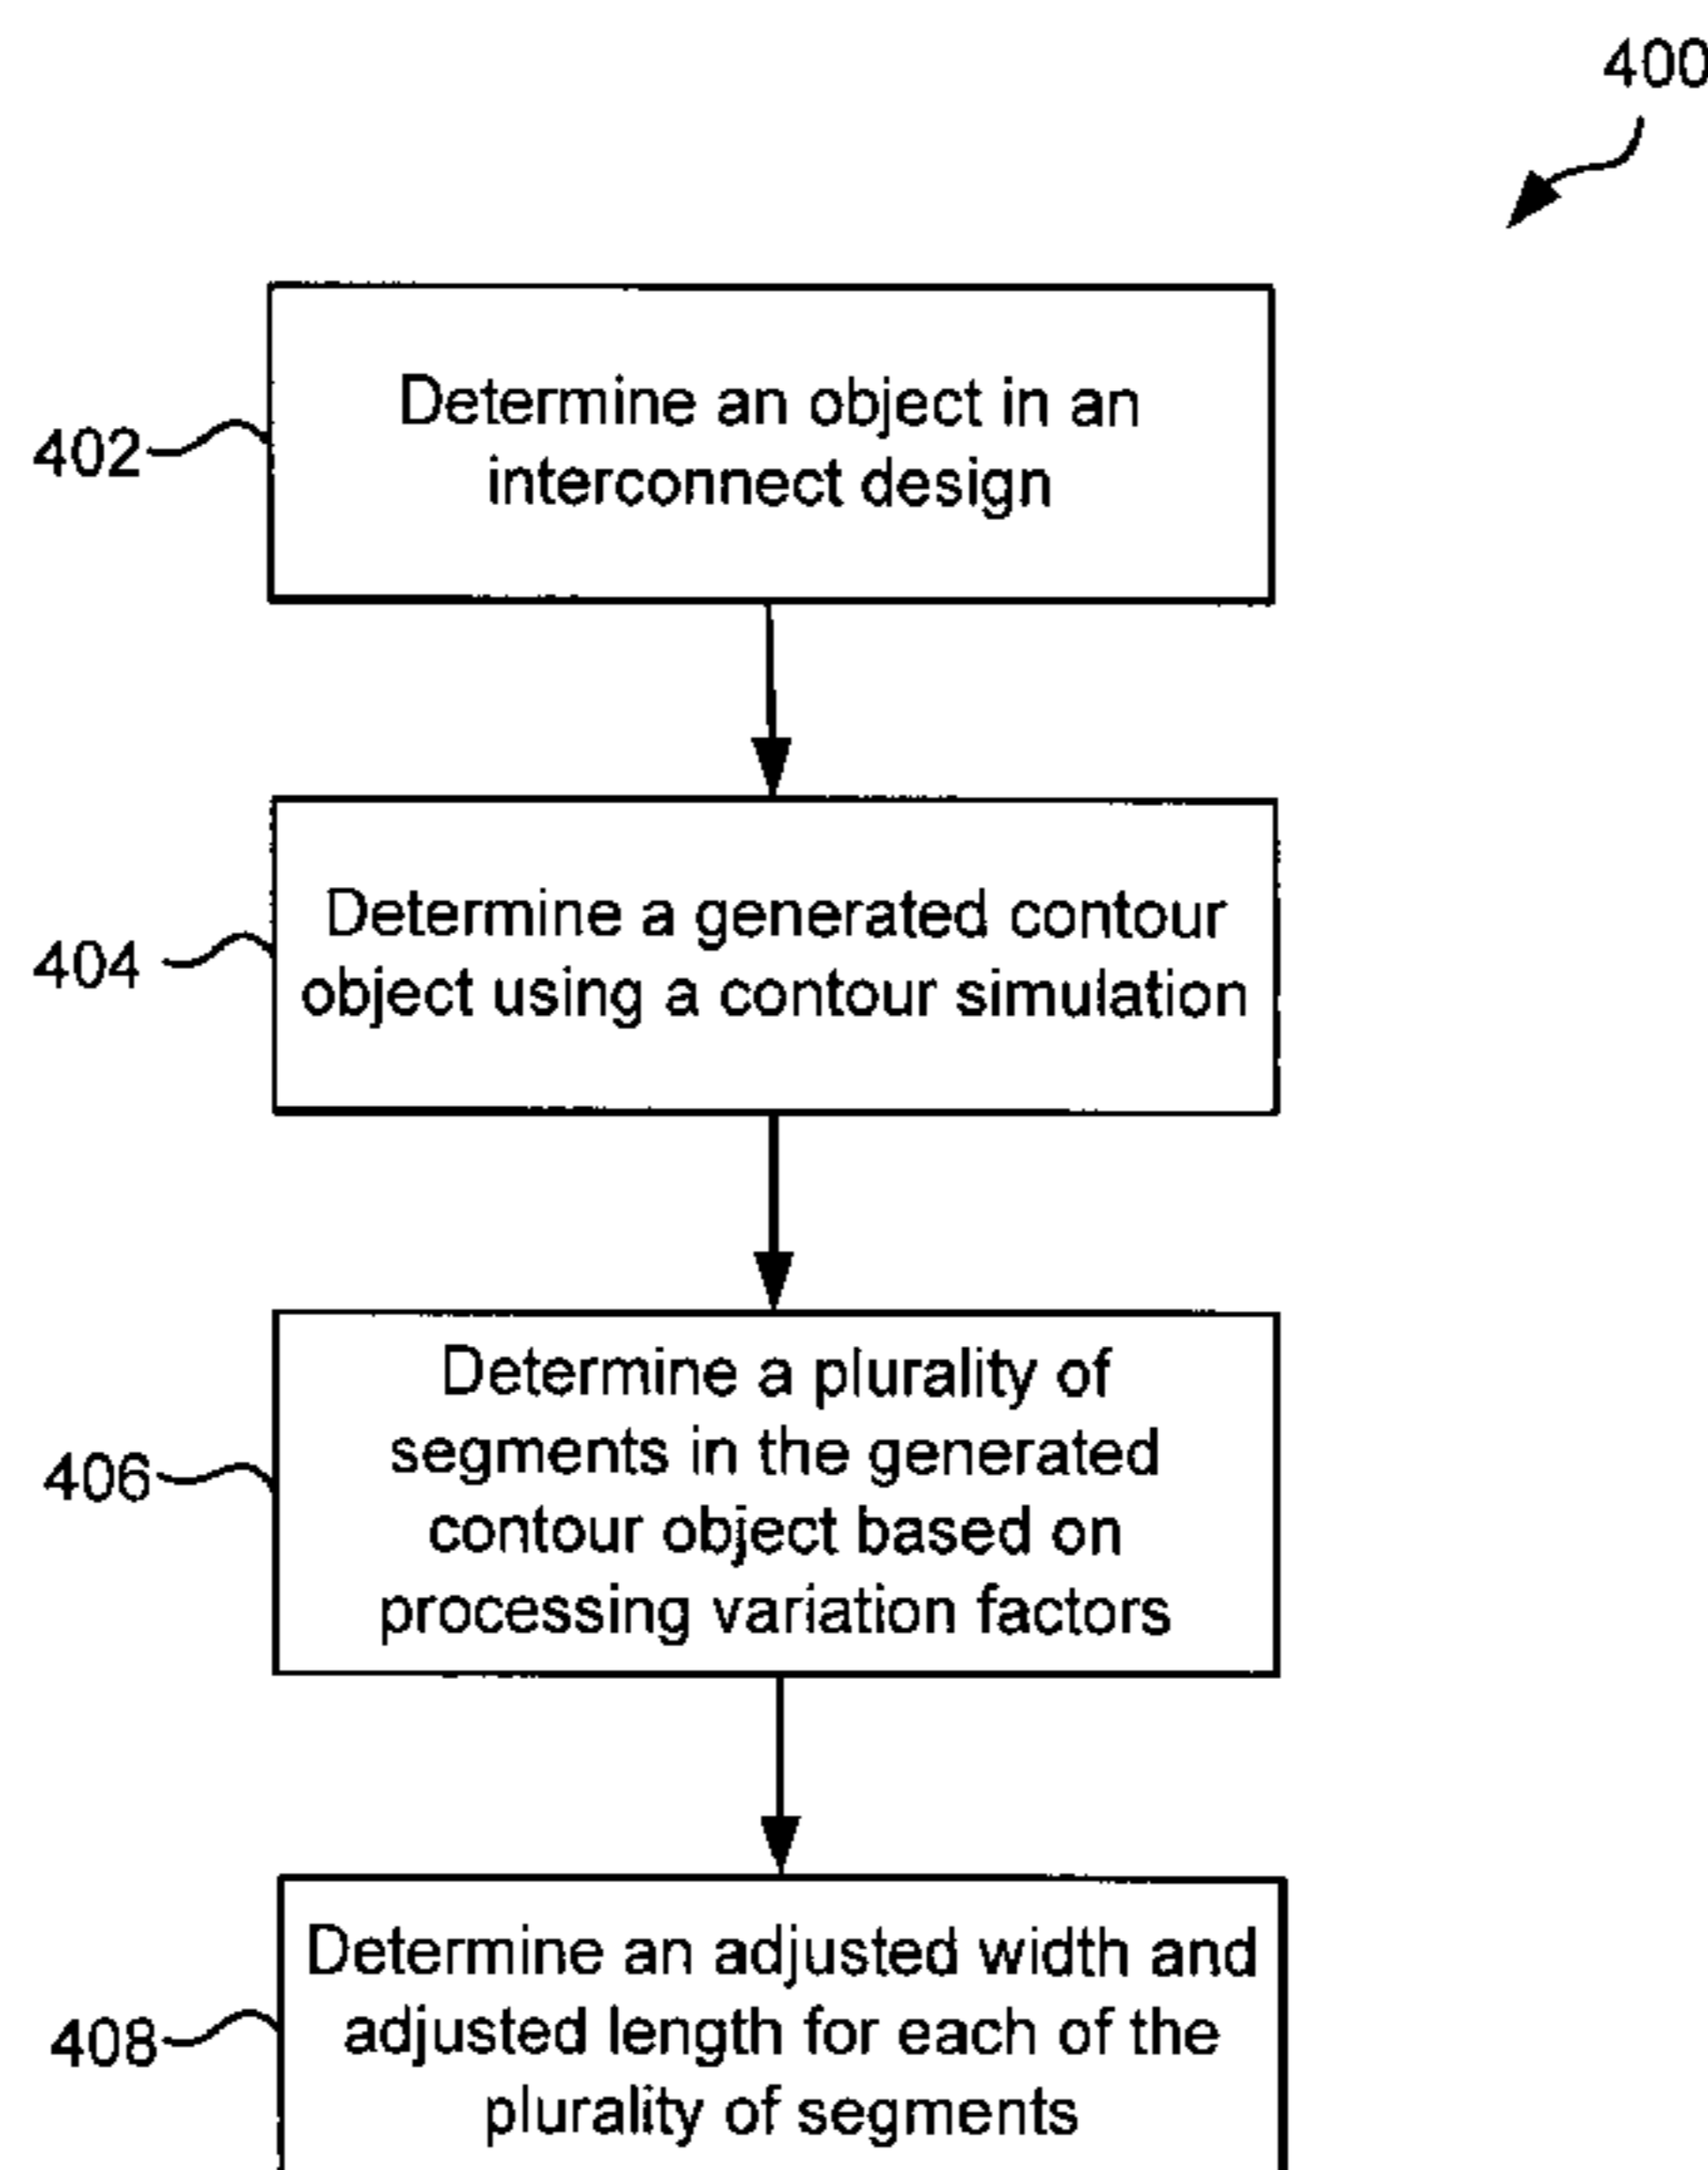 400
402
Determine an object in an
interconnect design
404
Determine a generated contour
object using a contour simulation
406
Determine a plurality of
segments in the generated
contour object based on
processing variation factors
408
Determine an adjusted width and
adjusted length for each of the
plurality of segments